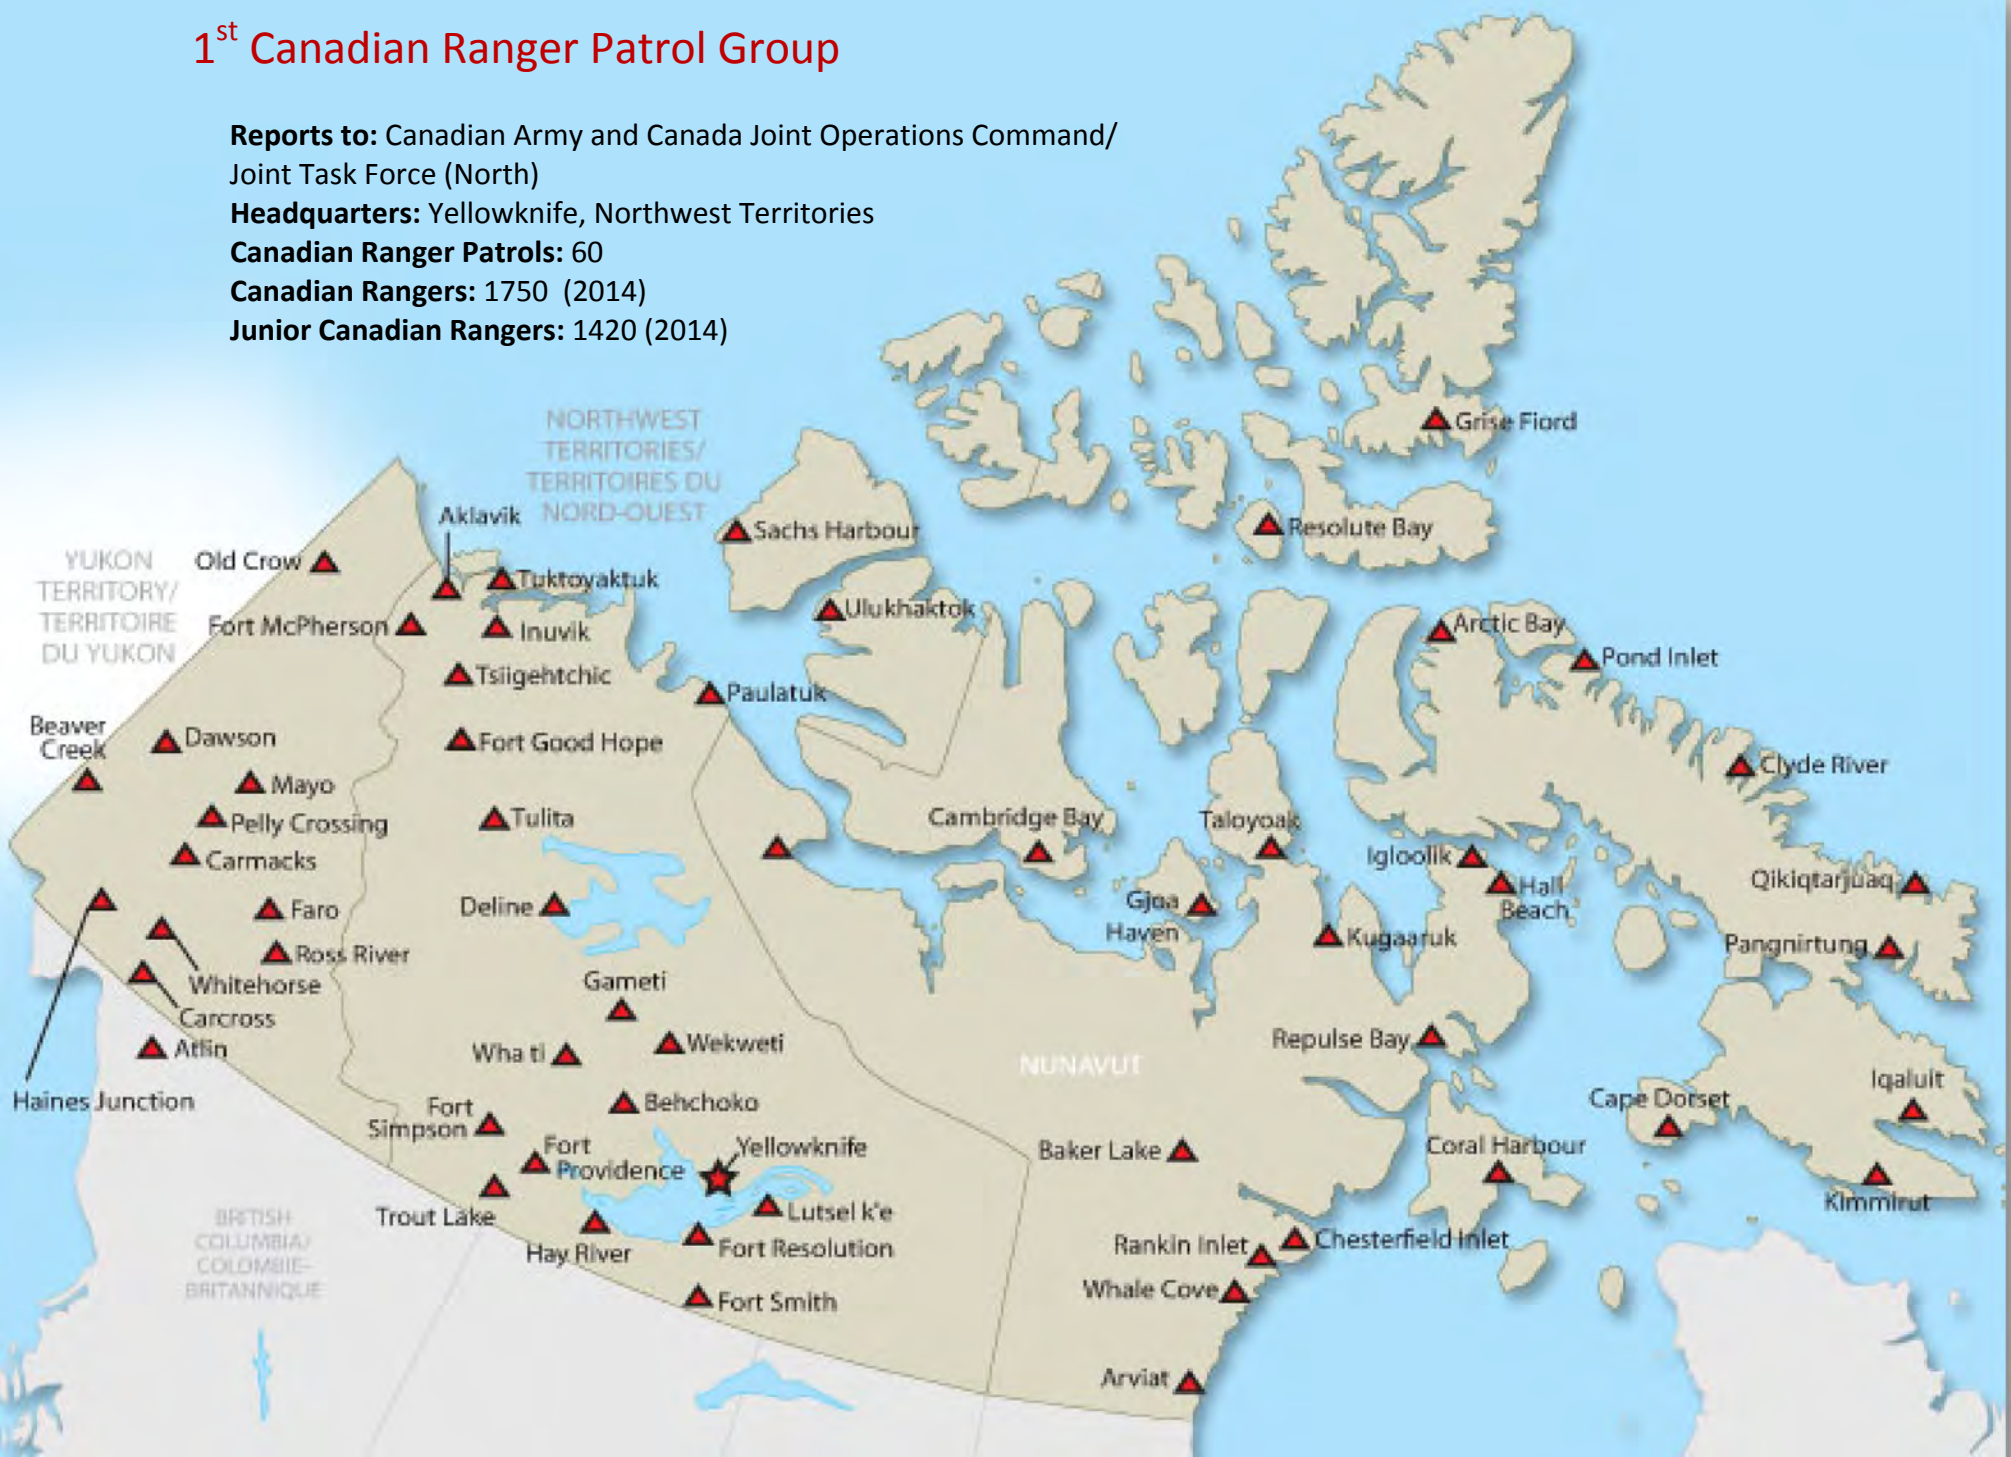 1st Canadian Ranger Patrol Group
Reports to: Canadian Army and Canada Joint Operations Command/
Joint Task Force (North)
Headquarters: Yellowknife, Northwest Territories
Canadian Ranger Patrols: 60
Canadian Rangers: 1750 (2014)
Junior Canadian Rangers: 1420 (2014)
NORTHWEST
TERRITORIES/
TERRITOIRES DU
NORD-OUEST
YUKON
TERRITORY/
TERRITOIRE
DU YUKON
Grise Fiord
Aklavik
Sachs Harbour
Resolute Bay
Old Crow
Tuktoyaktuk
Ulukhaktok
Fort McPherson
Inuvik
Arctic Bay
Pond Inlet
Tsiigehtchic
Paulatuk
Beaver
Creek
Dawson
Fort Good Hope
Clyde River
Mayo
Pelly Crossing
Tulita
Cambridge Bay
Taloyoak
Carmacks
Igloolik
Hall
Beach
Qikiqtarjuaq
Faro
Deline
Gjoa
Haven
Kugaaruk
Pangnirtung
Ross River
Whitehorse
Gameti
Carcross
Atlin
Wha ti
Wekweti
Repulse Bay
NUNAVUT
Iqaluit
Haines Junction
Fort
Simpson
Behchoko
Cape Dorset
Fort
Providence
Yellowknife
Baker Lake
Coral Harbour
Kimmirut
Trout Lake
Lutsel k'e
BRITISH
COLUMBIA/
COLOMBIE-
BRITANNIQUE
Hay River
Fort Resolution
Rankin Inlet
Chesterfield Inlet
Whale Cove
Fort Smith
Arviat